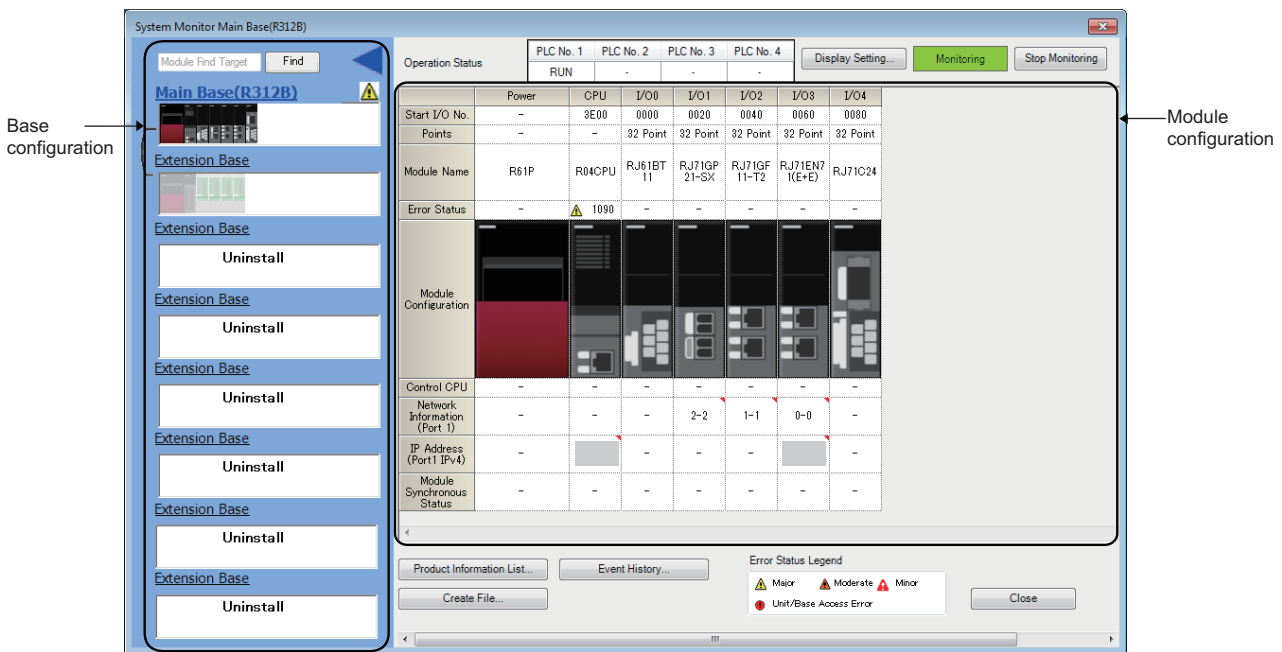 System Monitor Main Base(R312B)
Base
configuration
Module
configuration
Module Find Target
Find
Main Base(R312B)
Extension Base
Extension Base
Uninstall
Extension Base
Uninstall
Extension Base
Uninstall
Extension Base
Uninstall
Extension Base
Uninstall
Extension Base
Uninstall
Operation Status
PLC No. 1 PLC No. 2 PLC No. 3 PLC No. 4
RUN - - -
Display Setting...
Monitoring
Stop Monitoring
Power CPU I/O0 I/O1 I/O2 I/O3 I/O4
Start I/O No. - 3E00 0000 0020 0040 0060 0080
Points - - 32 Point 32 Point 32 Point 32 Point 32 Point
Module Name R61P R04CPU RJ61BT11 RJ71GP21-SX RJ71GF11-T2 RJ71EN71(E+E) RJ71C24
Error Status - 1090 - - - - -
Module
Configuration
Control CPU - - - - - - -
Network
Information
(Port 1) - - - 2-2 1-1 0-0 -
IP Address
(Port1 IPv4) - - - - -
Module
Synchronous
Status - - - - - - -
Product Information List...
Event History...
Create File...
Error Status Legend
Major Moderate Minor
Unit/Base Access Error
Close